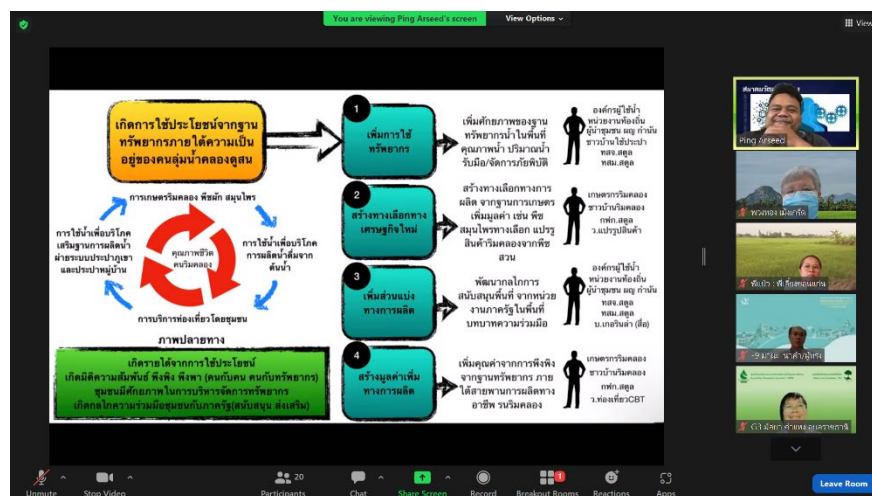 You are viewing Ping Arseed's screen
View Options
View
เกิดการใช้ประโยชน์จากฐาน
ทรัพยากรภายใต้ความเป็น
อยู่ของคนลุ่มน้ำคลองดูสน
การเกษตรริมคลอง พืชผัก สมุนไพร
การใช้น้ำเพื่อบริโภค
เสริมฐานการผลิตน้ำ
ผ่ายระบบประปาภูเขา
และประปาหมู่บ้าน
คุณภาพชีวิต
คนริมคลอง
การใช้น้ำเพื่อบริโภค
การผลิตน้ำดื่มจาก
ต้นน้ำ
การบริการท่องเที่ยวโดยชุมชน
ภาพปลายทาง
เกิดรายได้จากการใช้ประโยชน์
เกิดมิติความสัมพันธ์ พึ่งพิง พึ่งพา (คนกับคน คนกับทรัพยากร)
ชุมชนมีศักยภาพในการบริหารจัดการทรัพยากร
เกิดกลไกความร่วมมือชุมชนกับภาครัฐ(สนับสนุน ส่งเสริม)
1
เพิ่มการใช้
ทรัพยากร
เพิ่มศักยภาพของฐาน
ทรัพยากรน้ำในพื้นที่
คุณภาพน้ำ ปริมาณน้ำ
รับมือ/จัดการภัยพิบัติ
องค์กรผู้ใช้น้ำ
หน่วยงานท้องถิ่น
ผู้นำชุมชน ผญ กำนัน
ชาวบ้านใช้ประปา
ทสจ.สตูล
ทสม.สตูล
2
สร้างทางเลือกทาง
เศรษฐกิจใหม่
สร้างทางเลือกทางการ
ผลิต จากฐานการเกษตร
เพิ่มมูลค่า เช่น พืช
สมุนไพรทางเลือก แปรรู
สินค้าริมคลองจากพืช
สวน
เกษตกรริมคลอง
ชาวบ้านริมคลอง
กฟก.สตูล
ว.แปรรูปสินค้า
3
เพิ่มส่วนแบ่ง
ทางการผลิต
พัฒนากลไกการ
สนับสนุนพื้นที่ จากหน่วย
งานภาครัฐในพื้นที่
บทบาทความร่วมมือ
องค์กรผู้ใช้น้ำ
หน่วยงานท้องถิ่น
ผู้นำชุมชน ผญ กำนัน
ทสจ.สตูล
ทสม.สตูล
บ.เกอรินล่า (สื่อ)
4
สร้างมูลค่าเพิ่ม
ทางการผลิต
เพิ่มคุณค่าจากการพึ่งพิง
จากฐานทรัพยากร ภาย
ใต้สายพานการผลิตทาง
อาชีพ รนริมคลอง
เกษตกรริมคลอง
ชาวบ้านริมคลอง
กฟก.สตูล
ว.ท่องเที่ยวCBT
Ping Arseed
Unmute
Stop Video
20
Participants
Chat
Share Screen
Record
1
Breakout Rooms
Reactions
Apps
Leave Room